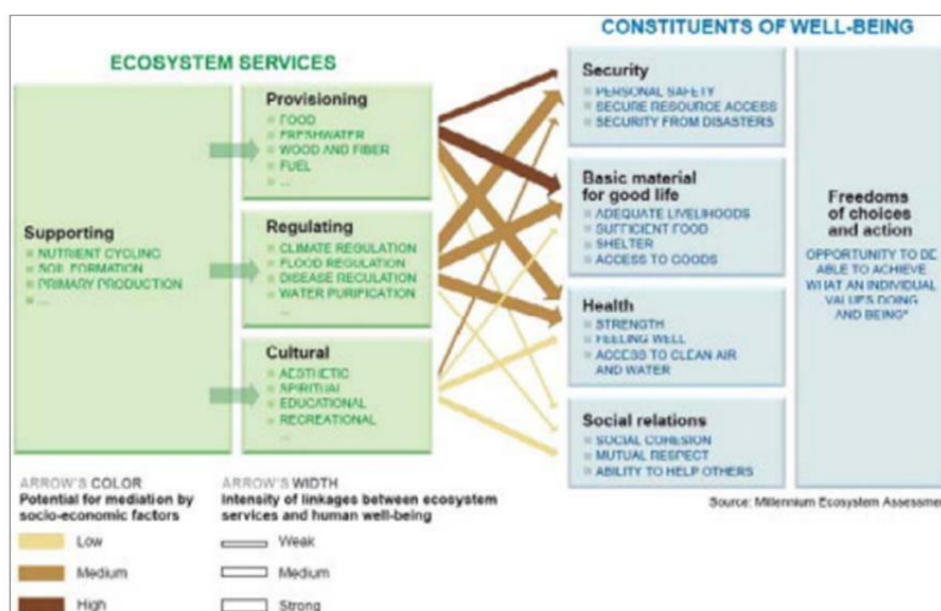 CONSTITUENTS OF WELL-BEING
ECOSYSTEM SERVICES
Supporting
NUTRIENT CYCLING
SOIL FORMATION
PRIMARY PRODUCTION
...
Provisioning
FOOD
FRESHWATER
WOOD AND FIBER
FUEL
...
Regulating
CLIMATE REGULATION
FLOOD REGULATION
DISEASE REGULATION
WATER PURIFICATION
...
Cultural
AESTHETIC
SPIRITUAL
EDUCATIONAL
RECREATIONAL
...
Security
PERSONAL SAFETY
SECURE RESOURCE ACCESS
SECURITY FROM DISASTERS
Basic material
for good life
ADEQUATE LIVELIHOODS
SUFFICIENT FOOD
SHELTER
ACCESS TO GOODS
Health
STRENGTH
FEELING WELL
ACCESS TO CLEAN AIR
AND WATER
Social relations
SOCIAL COHESION
MUTUAL RESPECT
ABILITY TO HELP OTHERS
Freedoms
of choices
and action
OPPORTUNITY TO BE
ABLE TO ACHIEVE
WHAT AN INDIVIDUAL
VALUES DOING
AND BEING"
Source: Millennium Ecosystem Assessme
ARROW'S COLOR
Potential for mediation by
socio-economic factors
Low
Medium
High
ARROW'S WIDTH
Intensity of linkages between ecosystem
services and human well-being
Weak
Medium
Strong